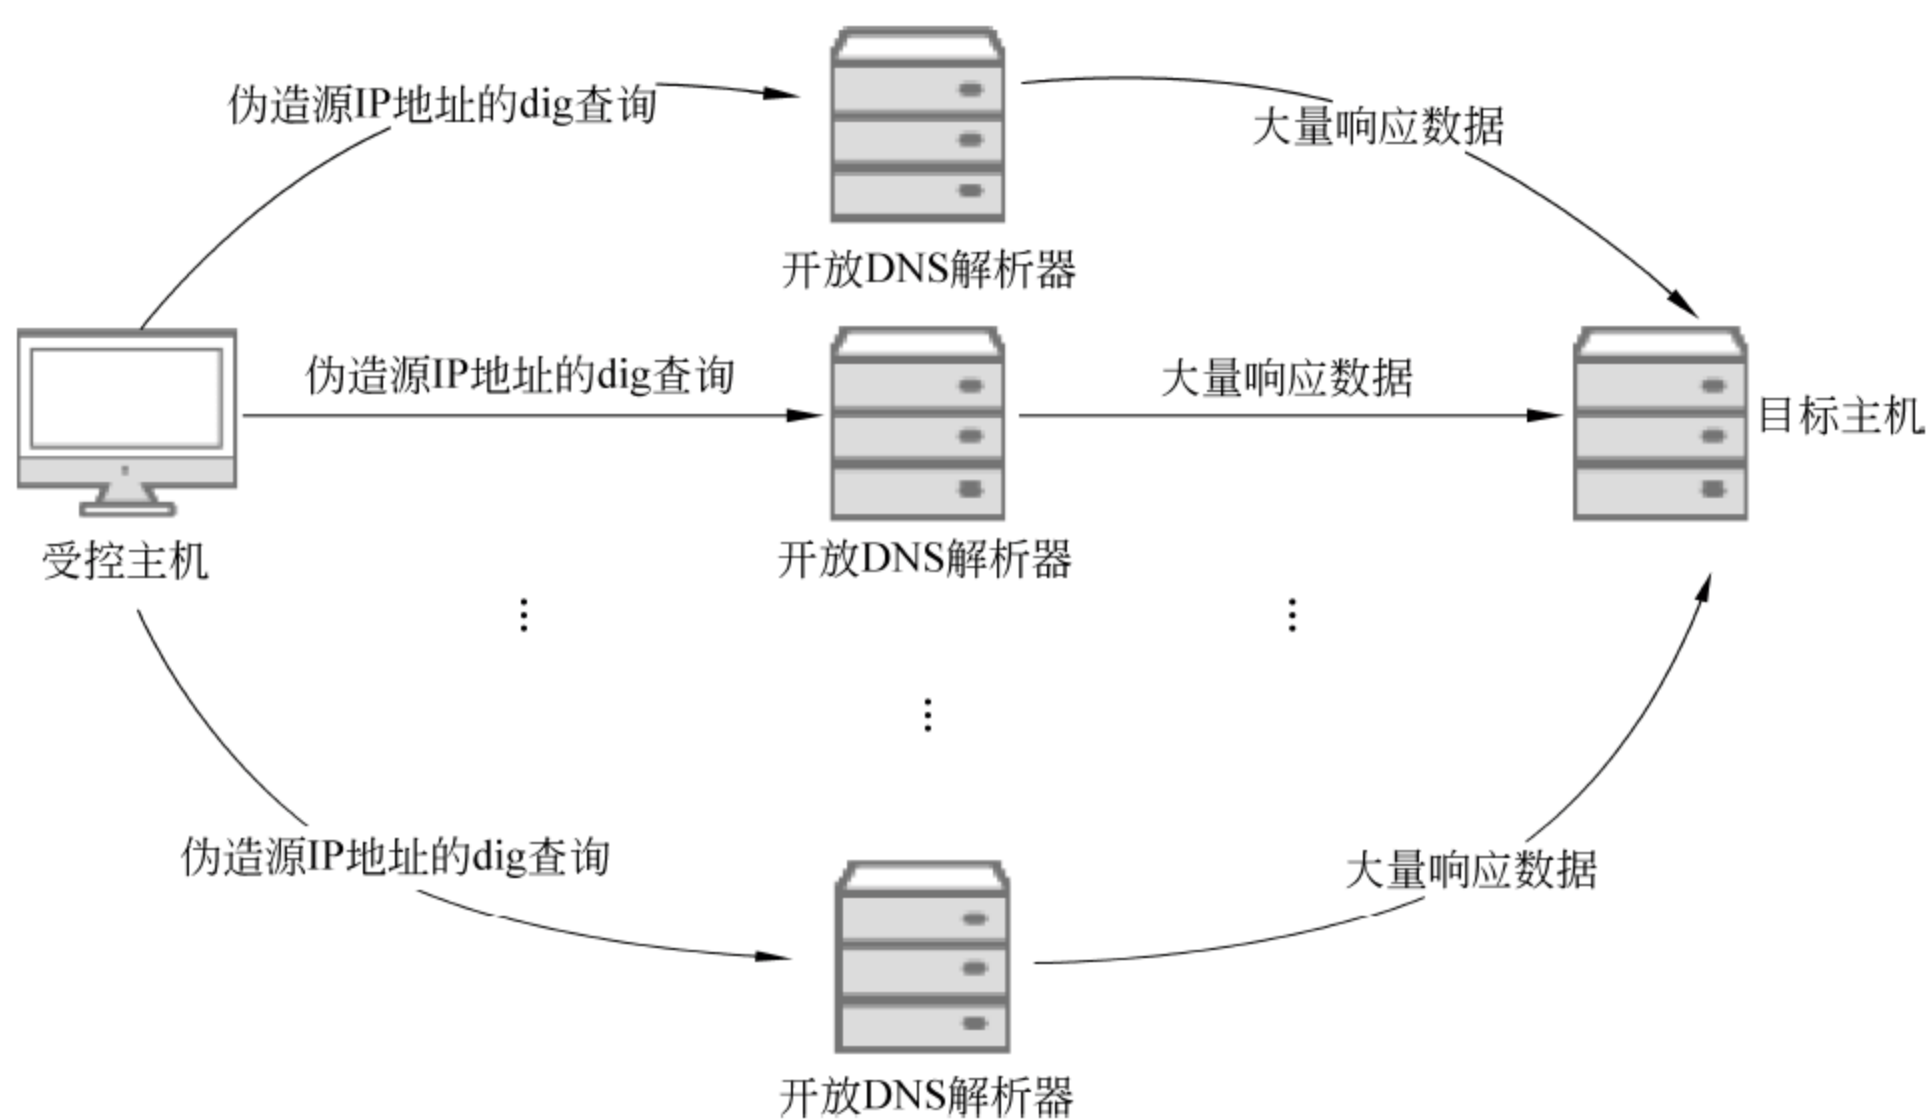 伪造源IP地址的dig查询
大量响应数据
开放DNS解析器
伪造源IP地址的dig查询
大量响应数据
目标主机
受控主机
开放DNS解析器
⋮
⋮
⋮
伪造源IP地址的dig查询
大量响应数据
开放DNS解析器